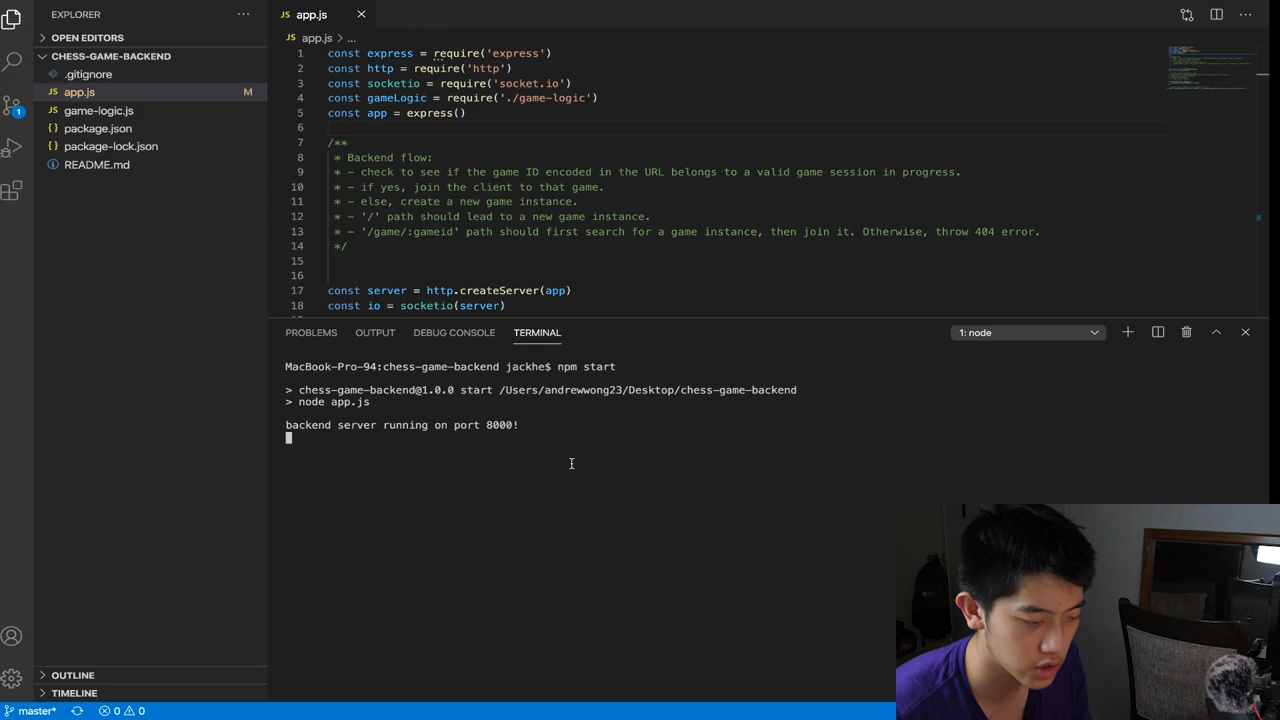 EXPLORER
OPEN EDITORS
CHESS-GAME-BACKEND
.gitignore
JS app.js M
JS game-logic.js
{} package.json
{} package-lock.json
README.md
OUTLINE
TIMELINE
1
JS app.js
JS app.js > ...
1 const express = require('express')
2 const http = require('http')
3 const socketio = require('socket.io')
4 const gameLogic = require('./game-logic')
5 const app = express()
6
7 /**
8 * Backend flow:
9 * - check to see if the game ID encoded in the URL belongs to a valid game session in progress.
10 * - if yes, join the client to that game.
11 * - else, create a new game instance.
12 * - '/' path should lead to a new game instance.
13 * - '/game/:gameid' path should first search for a game instance, then join it. Otherwise, throw 404 error.
14 */
15
16
17 const server = http.createServer(app)
18 const io = socketio(server)
PROBLEMS OUTPUT DEBUG CONSOLE TERMINAL 1: node
MacBook-Pro-94:chess-game-backend jackhe$ npm start
> chess-game-backend@1.0.0 start /Users/andrewwong23/Desktop/chess-game-backend
> node app.js
backend server running on port 8000!
master* 0 0